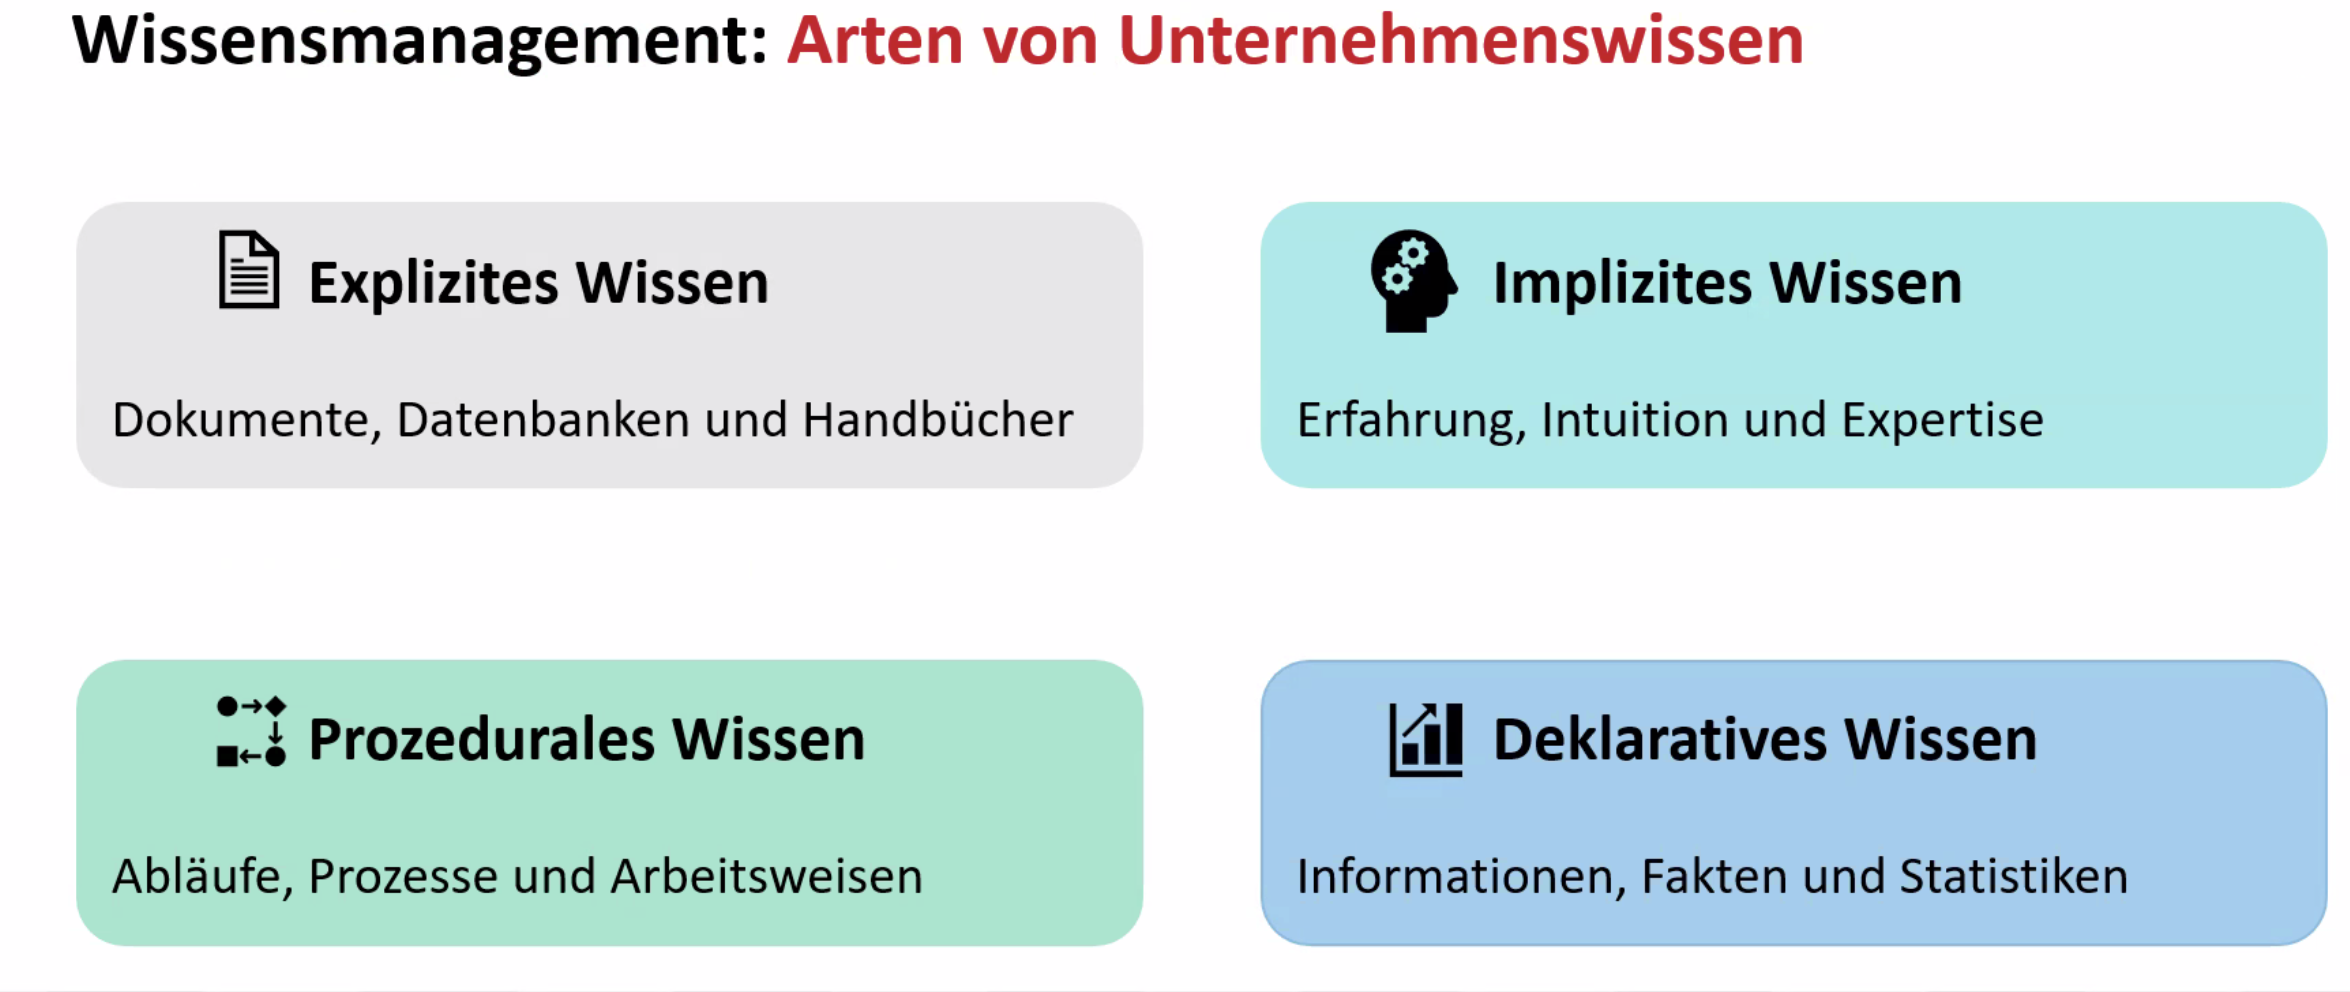 Wissensmanagement: Arten von Unternehmenswissen
Explizites Wissen
Dokumente, Datenbanken und Handbücher
Implizites Wissen
Erfahrung, Intuition und Expertise
Prozedurales Wissen
Abläufe, Prozesse und Arbeitsweisen
Deklaratives Wissen
Informationen, Fakten und Statistiken